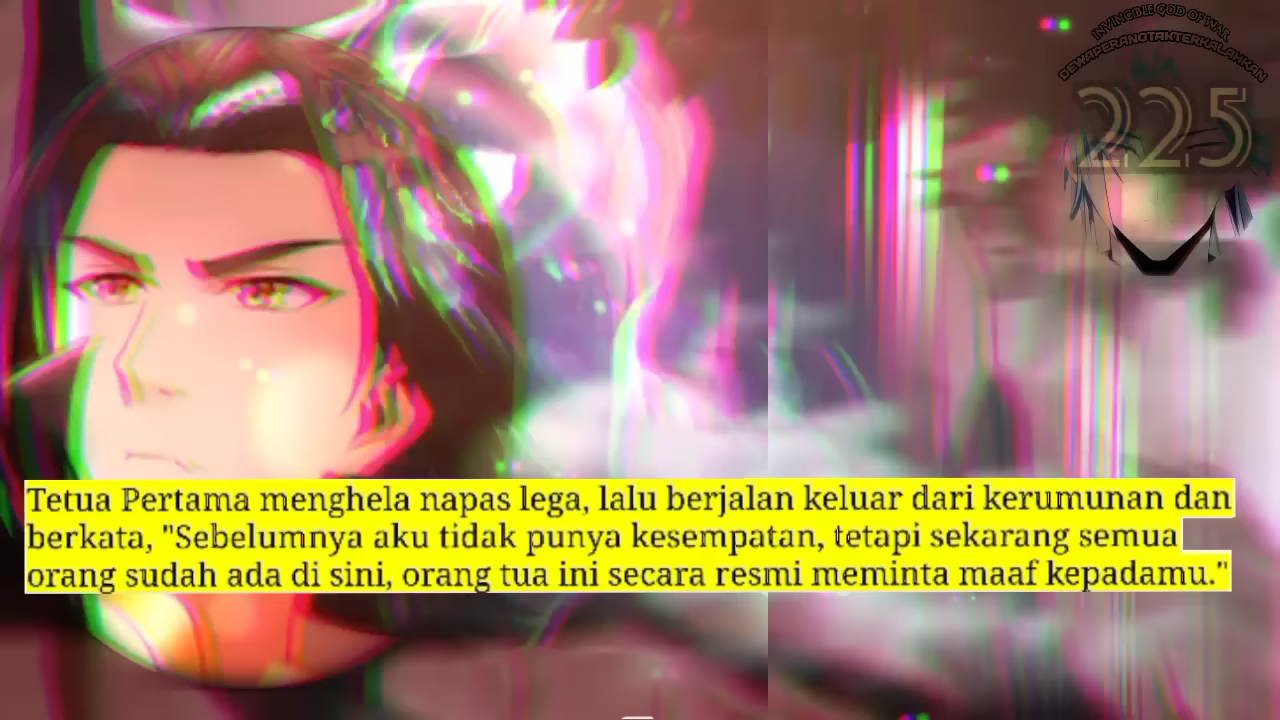 INVINCIBLE GOD OF WAR
DEWAPERANGTAKTERKALAHKAN
225
Tetua Pertama menghela napas lega, lalu berjalan keluar dari kerumunan dan
berkata, "Sebelumnya aku tidak punya kesempatan, tetapi sekarang semua
orang sudah ada di sini, orang tua ini secara resmi meminta maaf kepadamu."